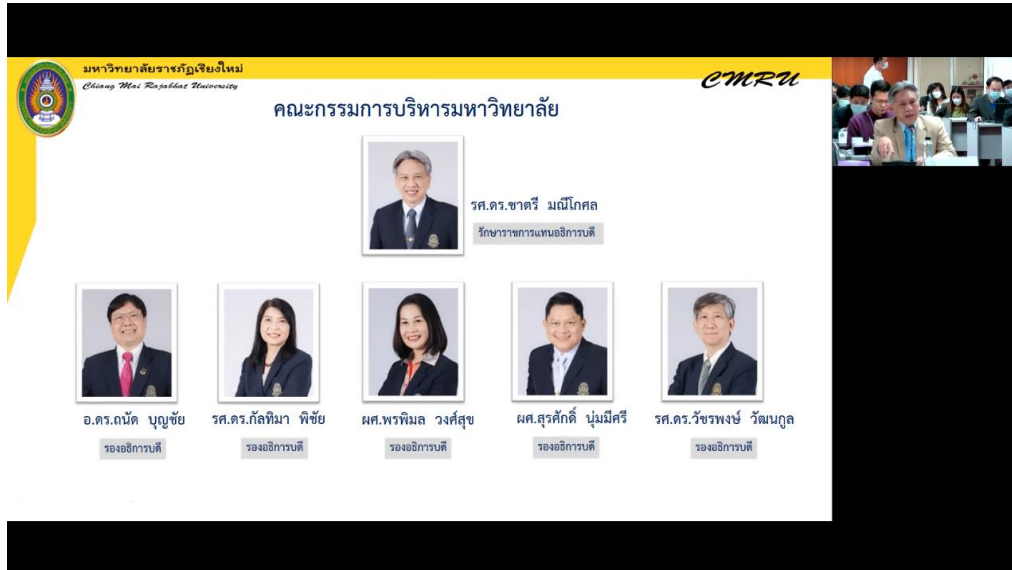 มหาวิทยาลัยราชภัฏเชียงใหม่
Chiang Mai Rajabhat University
CMRU
คณะกรรมการบริหารมหาวิทยาลัย
รศ.ดร.ชาตรี มณีโกศล
รักษาราชการแทนอธิการบดี
อ.ดร.ถนัด บุญชัย
รองอธิการบดี
รศ.ดร.กัลทิมา พิชัย
รองอธิการบดี
ผศ.พรพิมล วงศ์สุข
รองอธิการบดี
ผศ.สุรศักดิ์ นุ่มมีศรี
รองอธิการบดี
รศ.ดร.วัชรพงษ์ วัฒนกูล
รองอธิการบดี